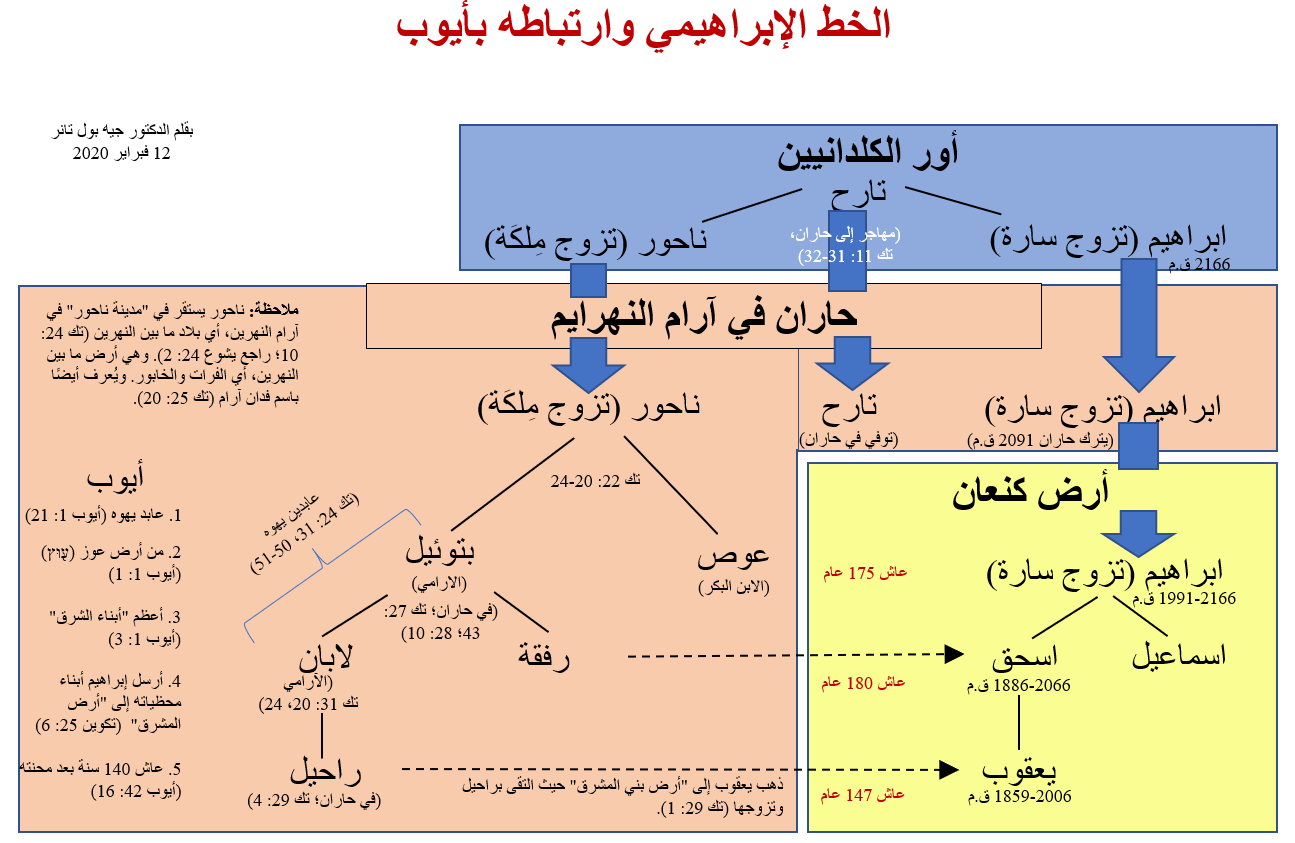 الخط الإبراهيمي وارتباطه بأيوب
بقلم الدكتور جيه بول تانر
12 فبراير 2020
أور الكلدانيين
تارح
(مهاجر إلى حاران،
تك 11: 31-32)
ابراهيم (تزوج سارة)
2166 ق.م
ناحور (تزوج مِلكَة)
حاران في آرام النهرايم
ملاحظة: ناحور يستقر في "مدينة ناحور" في
آرام النهرين، أي بلاد ما بين النهرين (تك 24:
10؛ راجع يشوع 24: 2). وهي أرض ما بين
النهرين، أي الفرات والخابور. ويُعرف أيضًا
باسم فدان آرام (تك 25: 20).
ابراهيم (تزوج سارة)
(يترك حاران 2091 ق.م)
تارح
(توفي في حاران)
ناحور (تزوج مِلكَة)
تك 22: 20-24
عوص
(الابن البكر)
بتوئيل
(الارامي)
(في حاران؛ تك 27:
43؛ 28: 10)
عابدين يهوه
(تك 24: 31، 50-51)
رفقة
لابان
(الآرامي
تك 31: 20، 24)
راحيل
(في حاران؛ تك 29: 4)
ذهب يعقوب إلى "أرض بني المشرق" حيث التقى براحيل
وتزوجها (تك 29: 1).
أيوب
1. عابد يهوه (أيوب 1: 21)
2. من أرض عوز (עוּץ)
(أيوب 1: 1)
3. أعظم "أبناء الشرق"
(أيوب 1: 3)
4. أرسل إبراهيم أبناء
محظياته إلى "أرض
المشرق" (تكوين 25: 6)
5. عاش 140 سنة بعد محنته
(أيوب 42: 16)
أرض كنعان
ابراهيم (تزوج سارة)
1991-2166 ق.م
عاش 175 عام
اسماعيل
اسحق
1886-2066 ق.م
عاش 180 عام
يعقوب
1859-2006 ق.م
عاش 147 عام